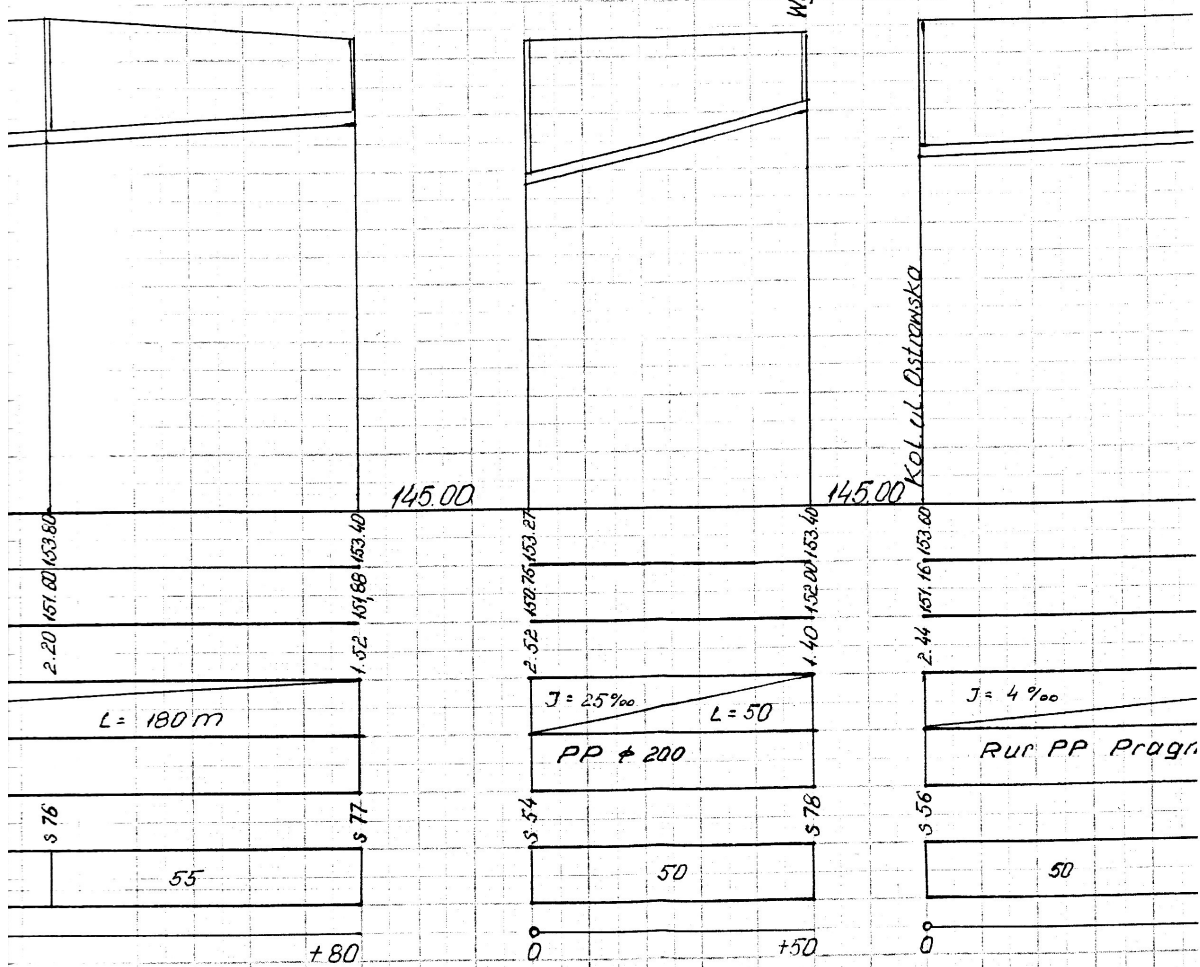 Kol. ul. Ostrowska
145.00 145.00
153.80 153.40 153.27 153.40 153.60
151.60 151,88 150.75 152.00 151.16
2.20 1.52 2.52 1.40 2.44
L = 180 m J = 25‰ L = 50 J = 4‰
PP ϕ 200 Rur PP
s 76 s 77 s 54 s 78 s 56
55 50 50
+80 0 +50 0